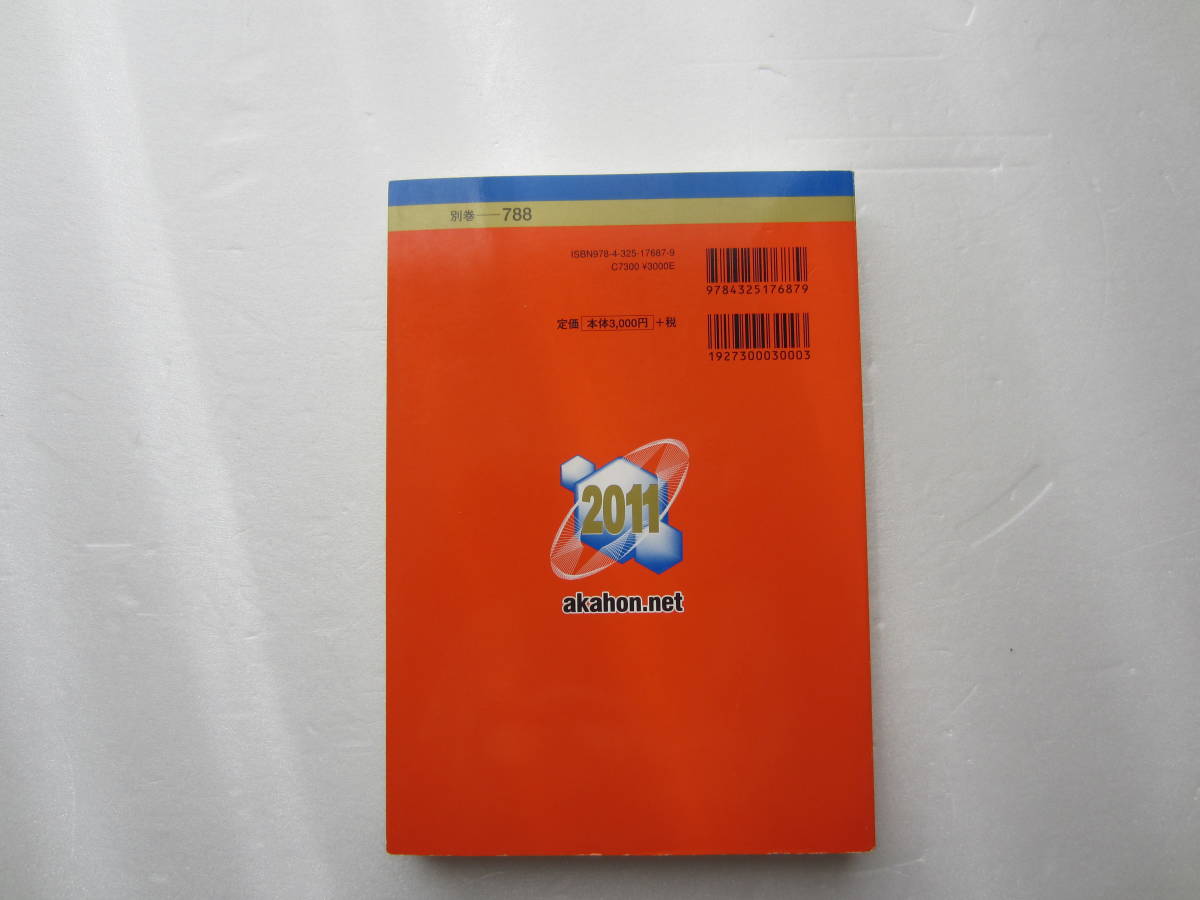 別巻──788
ISBN978-4-325-17687-9
C7300 ¥3000E
9784325176879
定価 本体3,000円 +税
1927300030003
2011
akahon.net